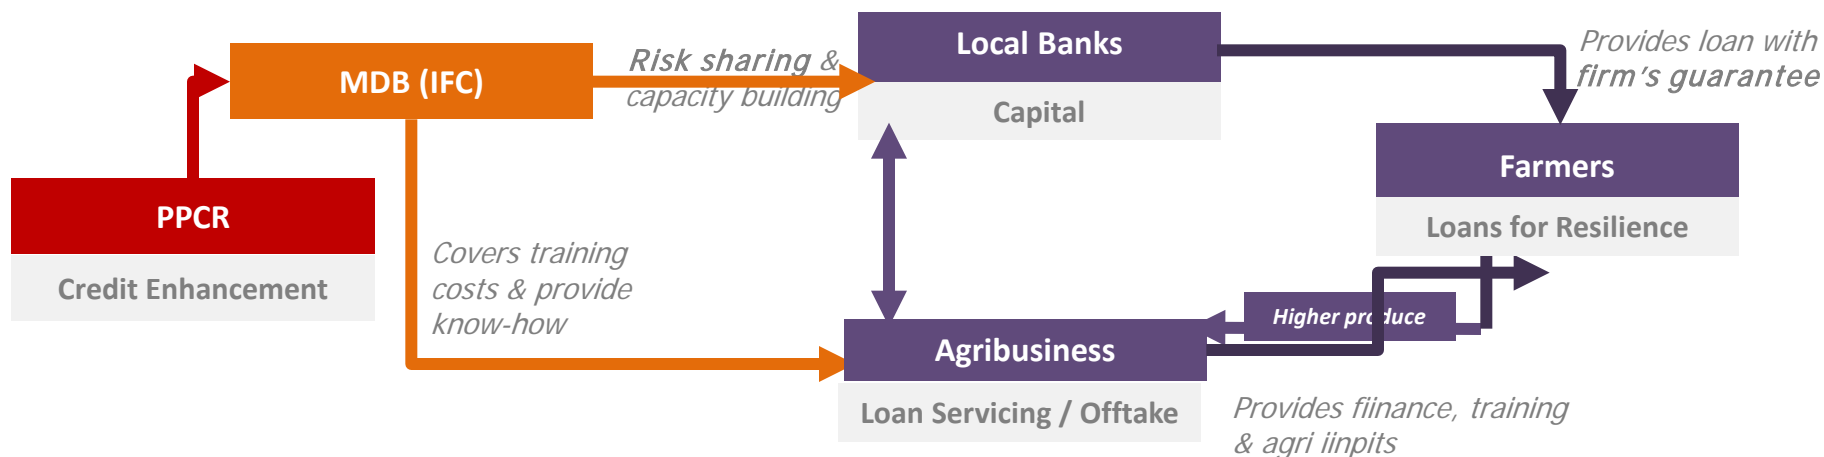 Local Banks
Capital
MDB (IFC)
Risk sharing &
capacity building
Provides loan with
firm's guarantee
Farmers
Loans for Resilience
PPCR
Credit Enhancement
Covers training
costs & provide
know-how
Higher produce
Agribusiness
Loan Servicing / Offtake
Provides fiinance, training
& agri iinpits